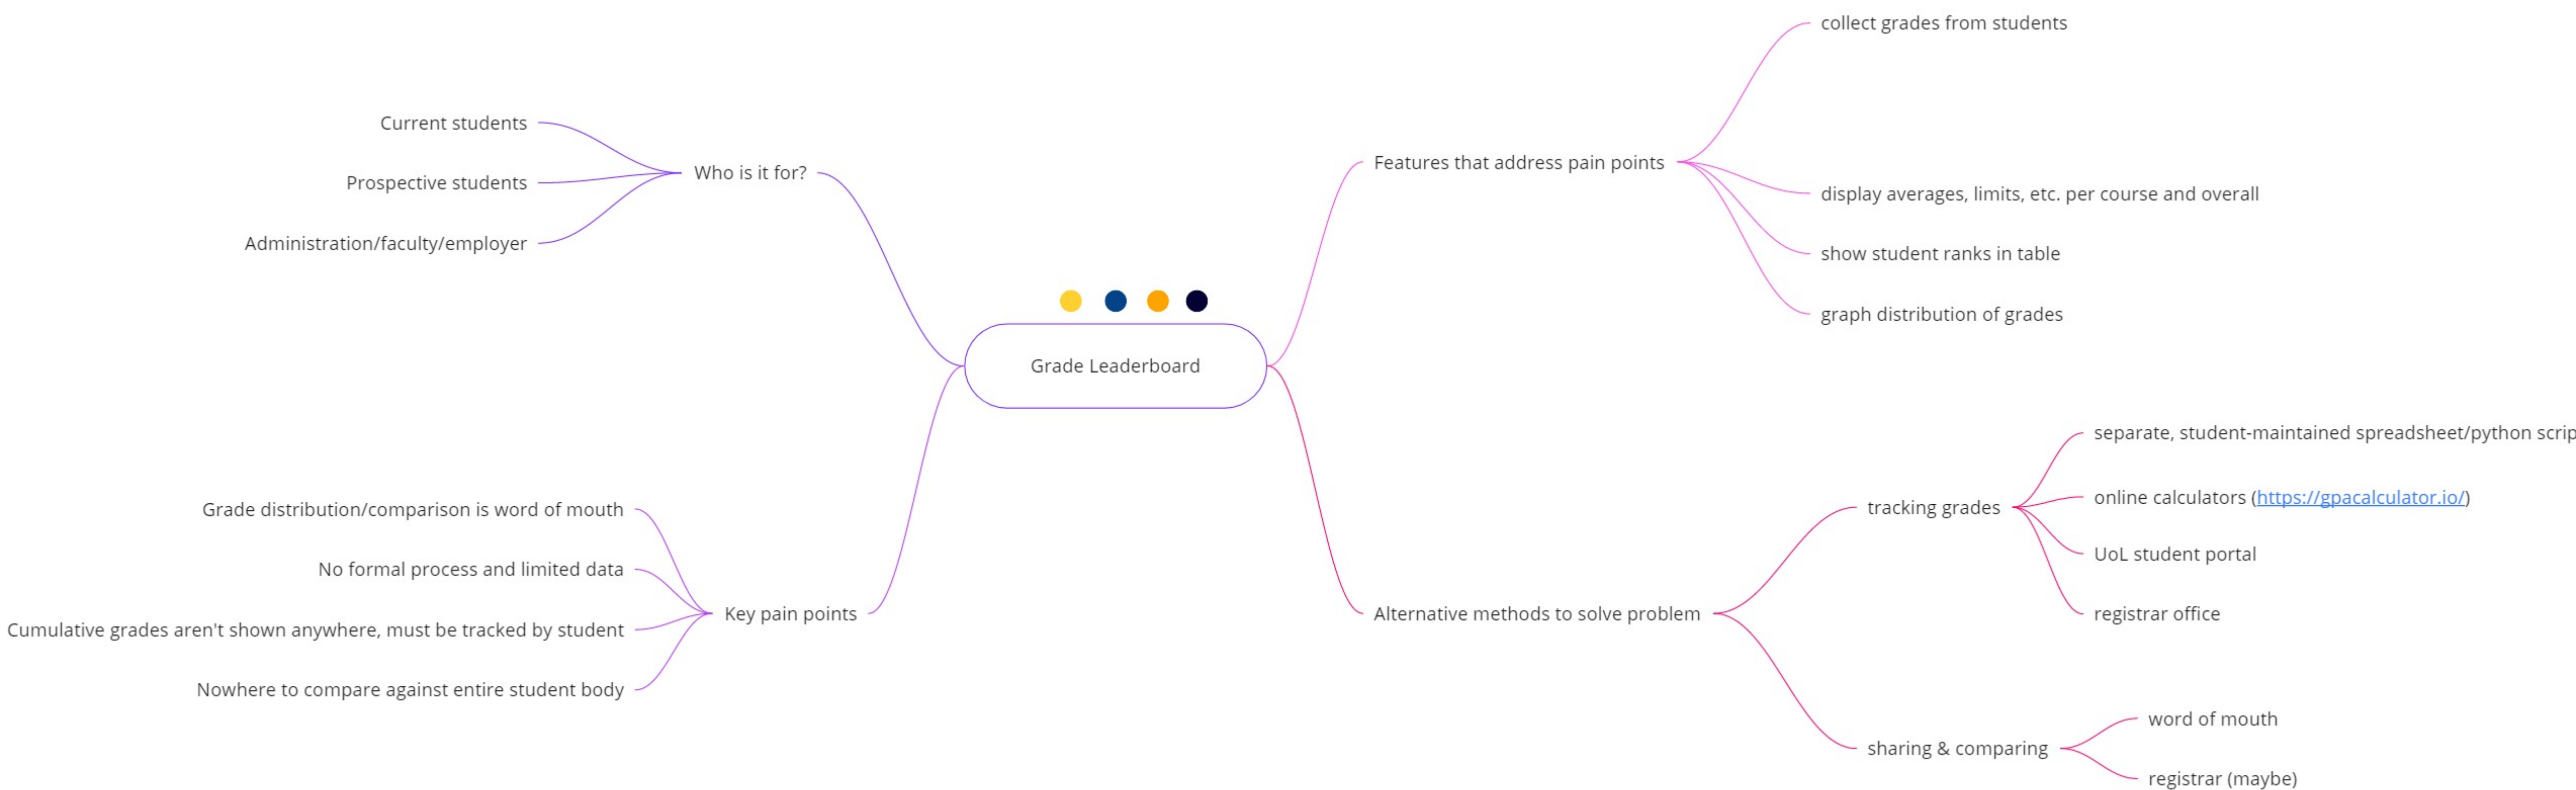 Grade Leaderboard
Who is it for?
Current students
Prospective students
Administration/faculty/employer
Key pain points
Grade distribution/comparison is word of mouth
No formal process and limited data
Cumulative grades aren't shown anywhere, must be tracked by student
Nowhere to compare against entire student body
Features that address pain points
collect grades from students
display averages, limits, etc. per course and overall
show student ranks in table
graph distribution of grades
Alternative methods to solve problem
tracking grades
separate, student-maintained spreadsheet/python scrip
online calculators (https://gpacalculator.io/)
UoL student portal
registrar office
sharing & comparing
word of mouth
registrar (maybe)